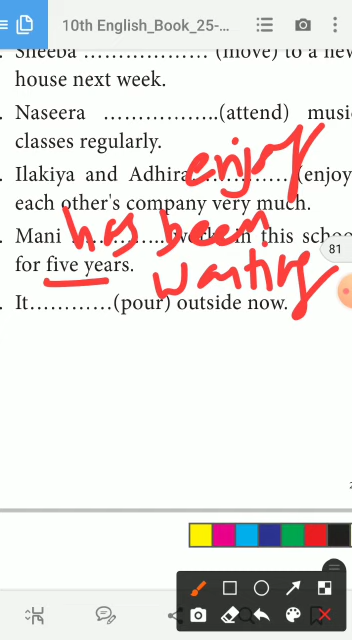 10th English_Book_25-...
. Sheeba ……………… (move) to a new
house next week.
. Naseera ……………..(attend) music
classes regularly.
. Ilakiya and Adhira …………(enjoy
enjoy
each other's company very much.
. Mani ………….. (work) in this school
has been
for five years.
working
81
. It…………(pour) outside now.
2